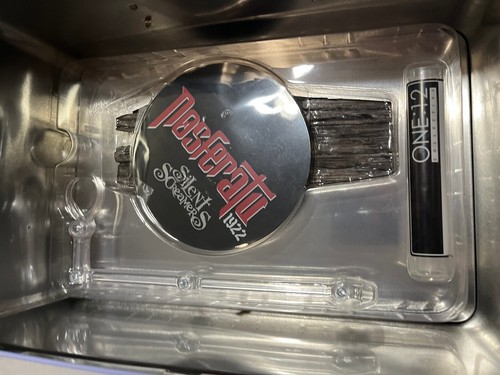 Nosferatu
Silent
Screamers
1922
ONE:12